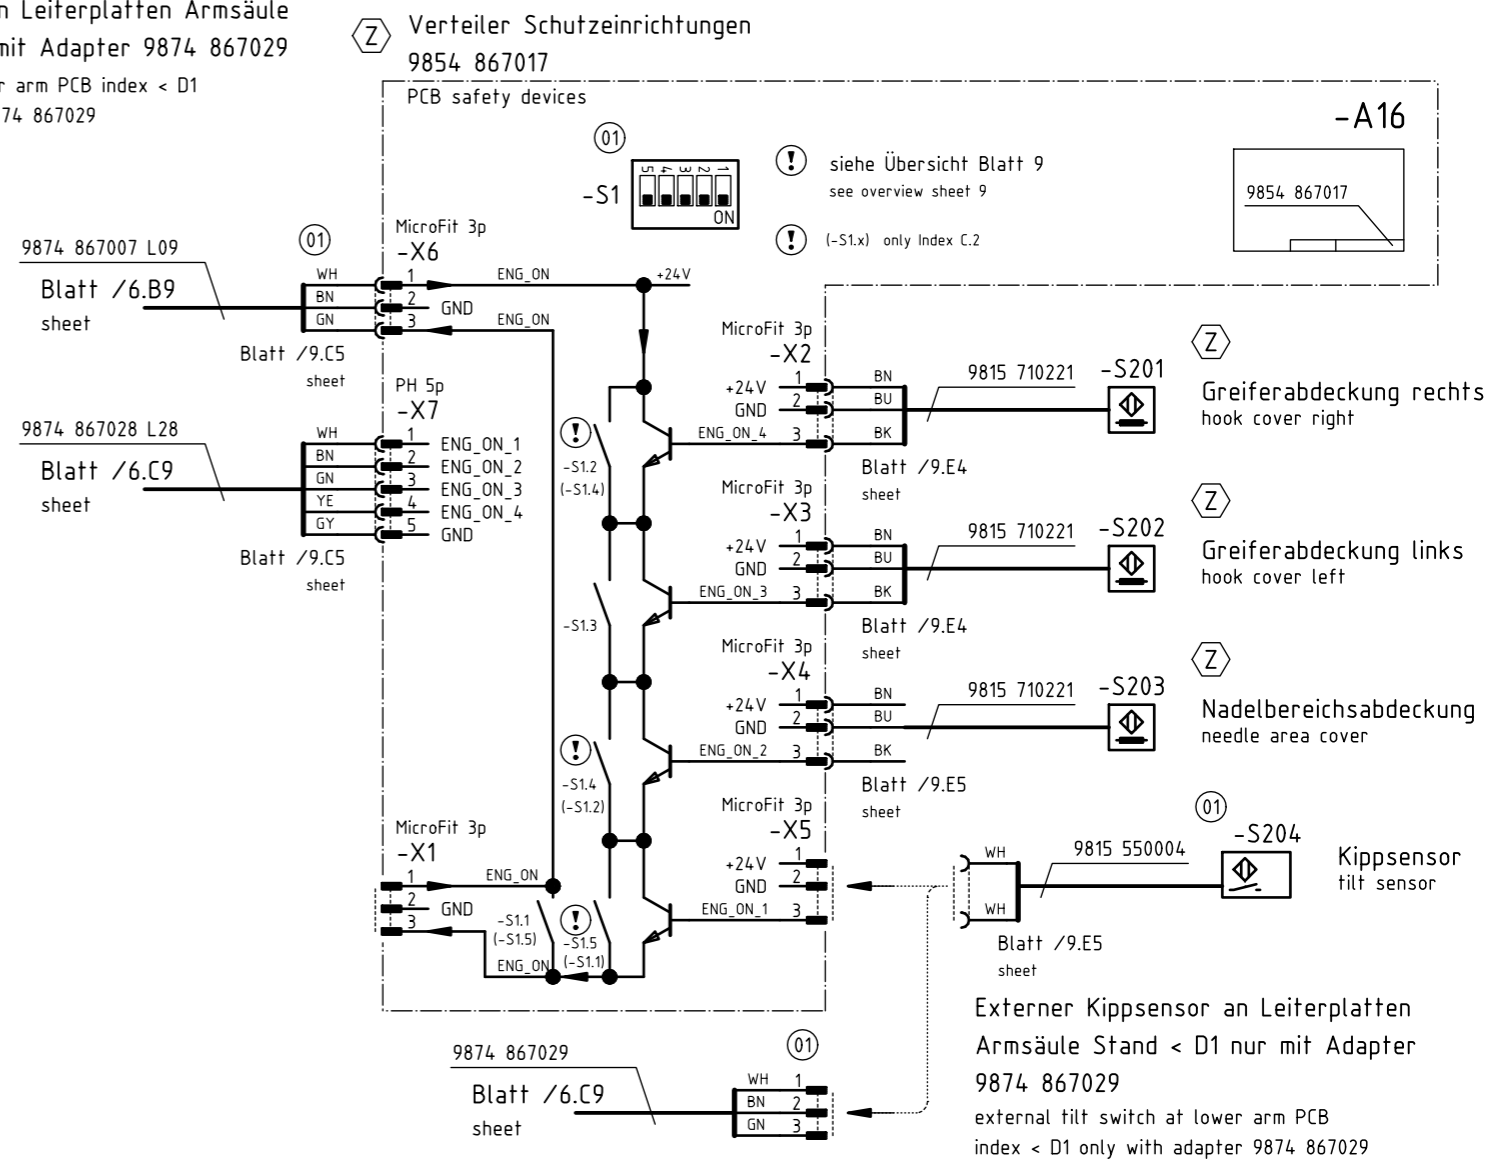 n Leiterplatten Armsäule
mit Adapter 9874 867029
r arm PCB index < D1
74 867029
Z
Verteiler Schutzeinrichtungen
9854 867017
PCB safety devices
-A16
9854 867017
01
-S1
5 4 3 2 1
ON
! siehe Übersicht Blatt 9
see overview sheet 9
! (-S1.x) only Index C.2
9874 867007 L09
Blatt /6.B9
sheet
01
MicroFit 3p
-X6
WH 1 ENG_ON +24V
BN 2 GND
GN 3 ENG_ON
Blatt /9.C5
sheet
PH 5p
-X7
9874 867028 L28
Blatt /6.C9
sheet
WH 1 ENG_ON_1
BN 2 ENG_ON_2
GN 3 ENG_ON_3
YE 4 ENG_ON_4
GY 5 GND
Blatt /9.C5
sheet
!
-S1.2
(-S1.4)
-S1.3
!
-S1.4
(-S1.2)
MicroFit 3p
-X2
+24V 1 BN
GND 2 BU
ENG_ON_4 3 BK
9815 710221
-S201
Z
Greiferabdeckung rechts
hook cover right
Blatt /9.E4
sheet
MicroFit 3p
-X3
+24V 1 BN
GND 2 BU
ENG_ON_3 3 BK
9815 710221
-S202
Z
Greiferabdeckung links
hook cover left
Blatt /9.E4
sheet
MicroFit 3p
-X4
+24V 1 BN
GND 2 BU
ENG_ON_2 3 BK
9815 710221
-S203
Z
Nadelbereichsabdeckung
needle area cover
Blatt /9.E5
sheet
MicroFit 3p
-X5
+24V 1
GND 2
ENG_ON_1 3
MicroFit 3p
-X1
1 ENG_ON
2 GND
3
-S1.1
(-S1.5)
!
-S1.5
(-S1.1)
ENG_ON
WH
WH
9815 550004
01
-S204
Kippsensor
tilt sensor
Blatt /9.E5
sheet
Externer Kippsensor an Leiterplatten
Armsäule Stand < D1 nur mit Adapter
9874 867029
external tilt switch at lower arm PCB
index < D1 only with adapter 9874 867029
9874 867029
Blatt /6.C9
sheet
01
WH 1
BN 2
GN 3